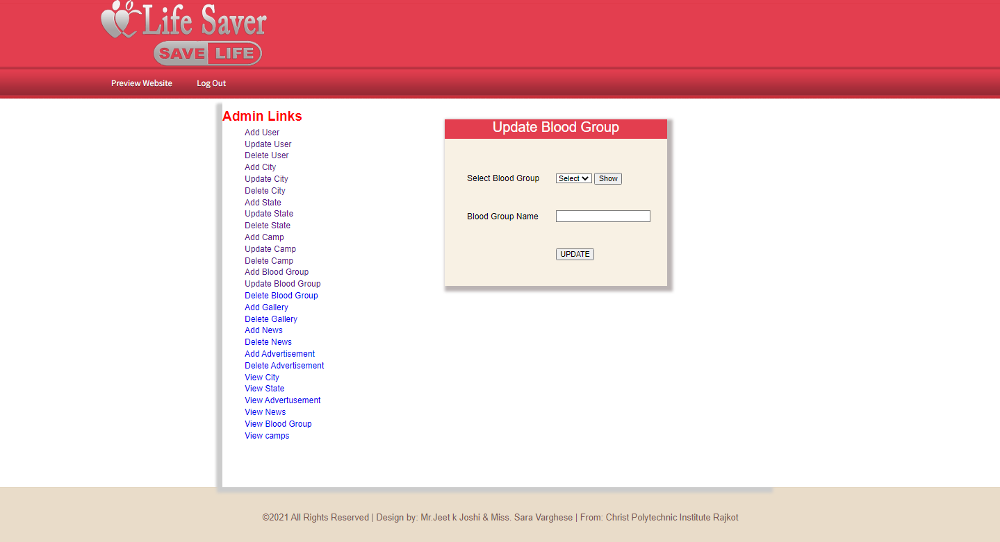 Life Saver
SAVE LIFE
Preview Website Log Out
Admin Links
Add User
Update User
Delete User
Add City
Update City
Delete City
Add State
Update State
Delete State
Add Camp
Update Camp
Delete Camp
Add Blood Group
Update Blood Group
Delete Blood Group
Add Gallery
Delete Gallery
Add News
Delete News
Add Advertisement
Delete Advertisement
View City
View State
View Advertusement
View News
View Blood Group
View camps
Update Blood Group
Select Blood Group Select Show
Blood Group Name
UPDATE
©2021 All Rights Reserved | Design by: Mr.Jeet k Joshi & Miss. Sara Varghese | From: Christ Polytechnic Institute Rajkot